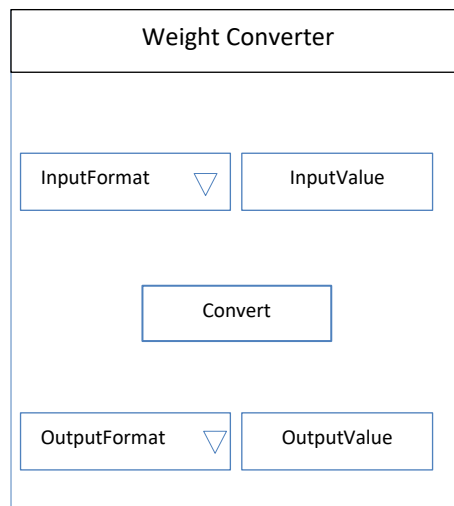 Weight Converter
InputFormat InputValue
Convert
OutputFormat OutputValue